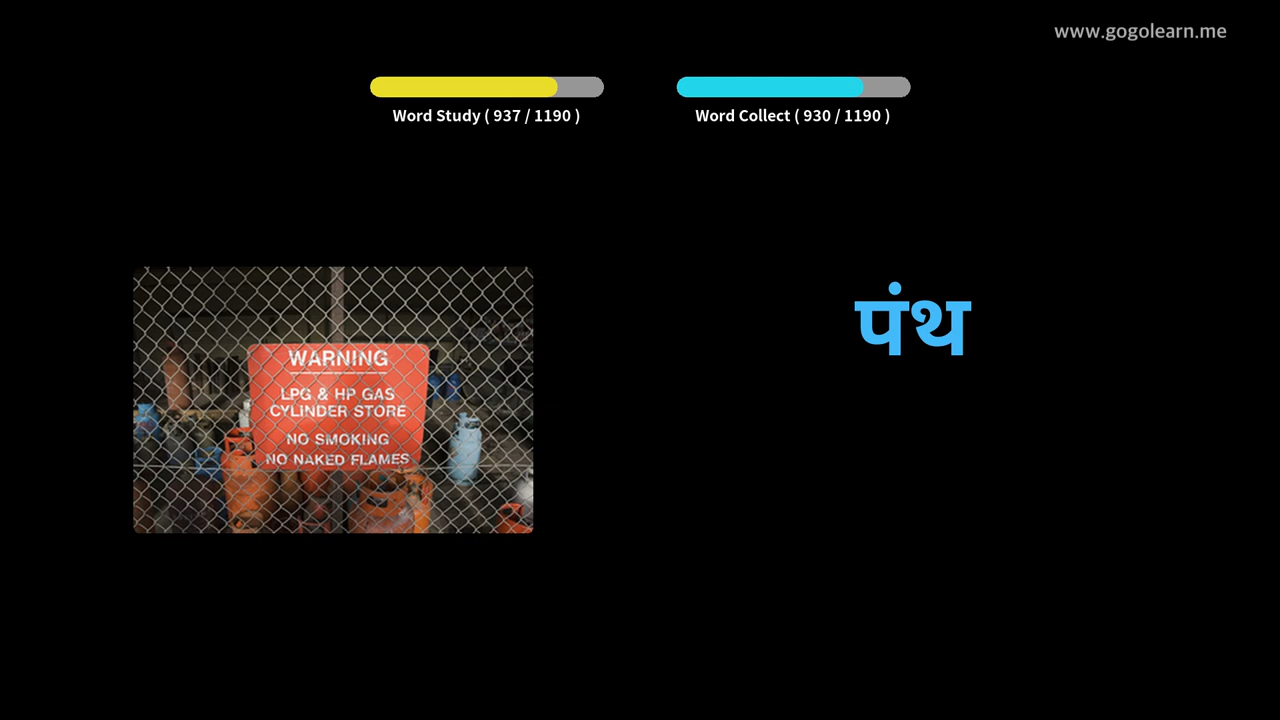 www.gogolearn.me
Word Study ( 937 / 1190 )
Word Collect ( 930 / 1190 )
WARNING
LPG & HP GAS
CYLINDER STORE
NO SMOKING
NO NAKED FLAMES
पंथ